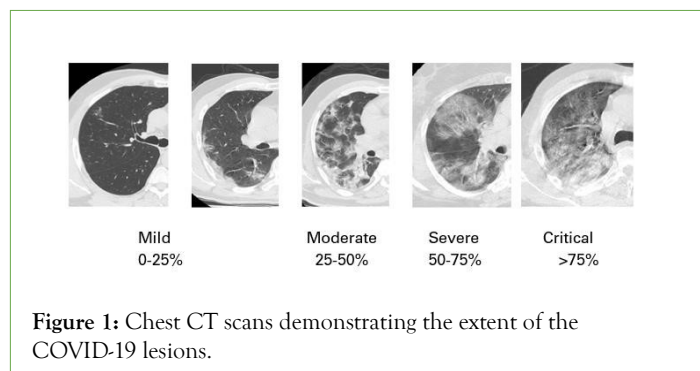 Mild Moderate Severe Critical
0-25% 25-50% 50-75% >75%
Figure 1: Chest CT scans demonstrating the extent of the
COVID-19 lesions.